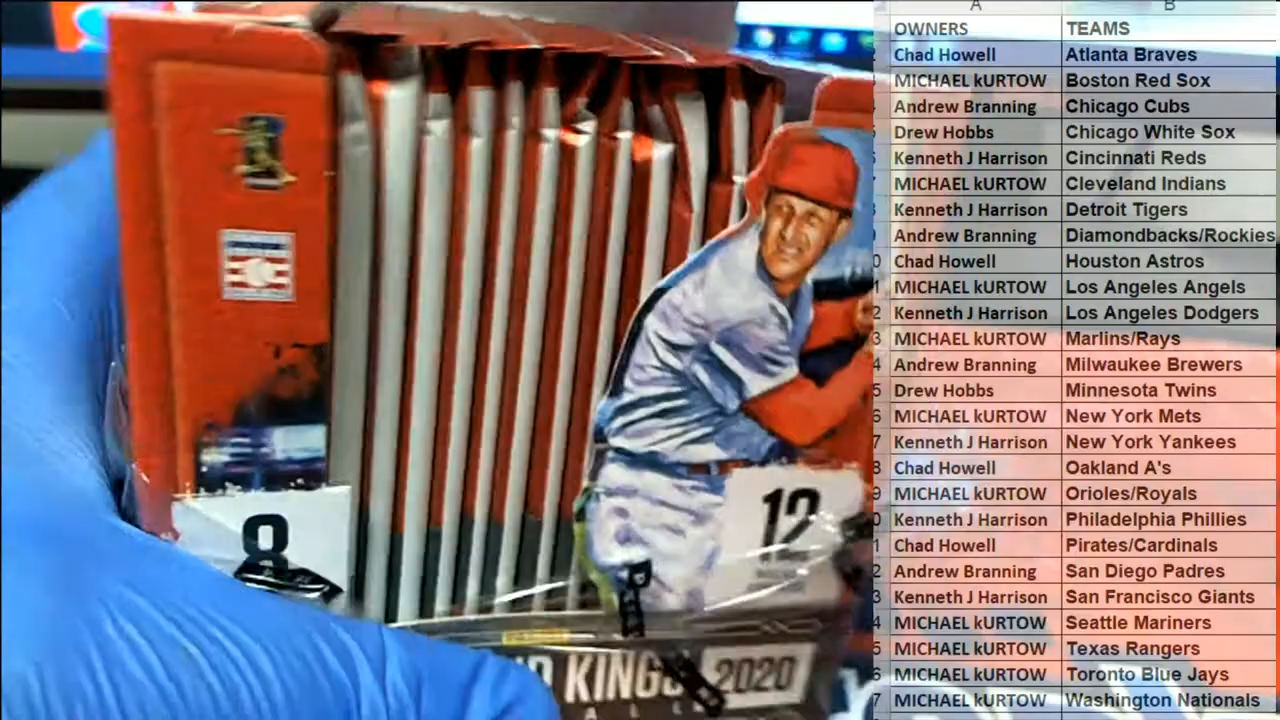 A B
OWNERS TEAMS
Chad Howell Atlanta Braves
MICHAEL kURTOW Boston Red Sox
Andrew Branning Chicago Cubs
Drew Hobbs Chicago White Sox
Kenneth J Harrison Cincinnati Reds
MICHAEL kURTOW Cleveland Indians
Kenneth J Harrison Detroit Tigers
Andrew Branning Diamondbacks/Rockies
Chad Howell Houston Astros
MICHAEL kURTOW Los Angeles Angels
Kenneth J Harrison Los Angeles Dodgers
MICHAEL kURTOW Marlins/Rays
Andrew Branning Milwaukee Brewers
Drew Hobbs Minnesota Twins
MICHAEL kURTOW New York Mets
Kenneth J Harrison New York Yankees
Chad Howell Oakland A's
MICHAEL kURTOW Orioles/Royals
Kenneth J Harrison Philadelphia Phillies
Chad Howell Pirates/Cardinals
Andrew Branning San Diego Padres
Kenneth J Harrison San Francisco Giants
MICHAEL kURTOW Seattle Mariners
MICHAEL kURTOW Texas Rangers
MICHAEL kURTOW Toronto Blue Jays
MICHAEL kURTOW Washington Nationals
8
12
KINGS 2020